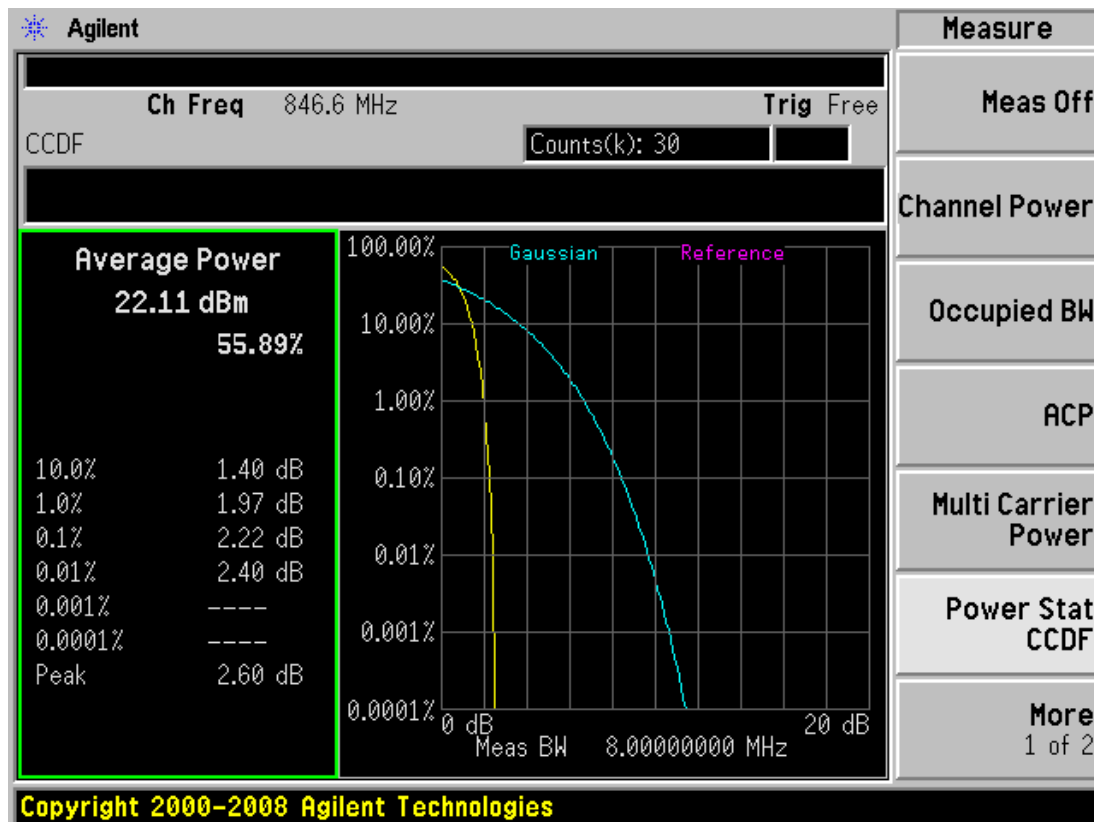 Agilent
Ch Freq 846.6 MHz Trig Free
CCDF
Counts(k): 30
Average Power
22.11 dBm
55.89%
10.0% 1.40 dB
1.0% 1.97 dB
0.1% 2.22 dB
0.01% 2.40 dB
0.001% ----
0.0001% ----
Peak 2.60 dB
Gaussian Reference
100.00%
10.00%
1.00%
0.10%
0.01%
0.001%
0.0001%
0 dB 20 dB
Meas BW 8.00000000 MHz
Measure
Meas Off
Channel Power
Occupied BW
ACP
Multi Carrier
Power
Power Stat
CCDF
More
1 of 2
Copyright 2000-2008 Agilent Technologies